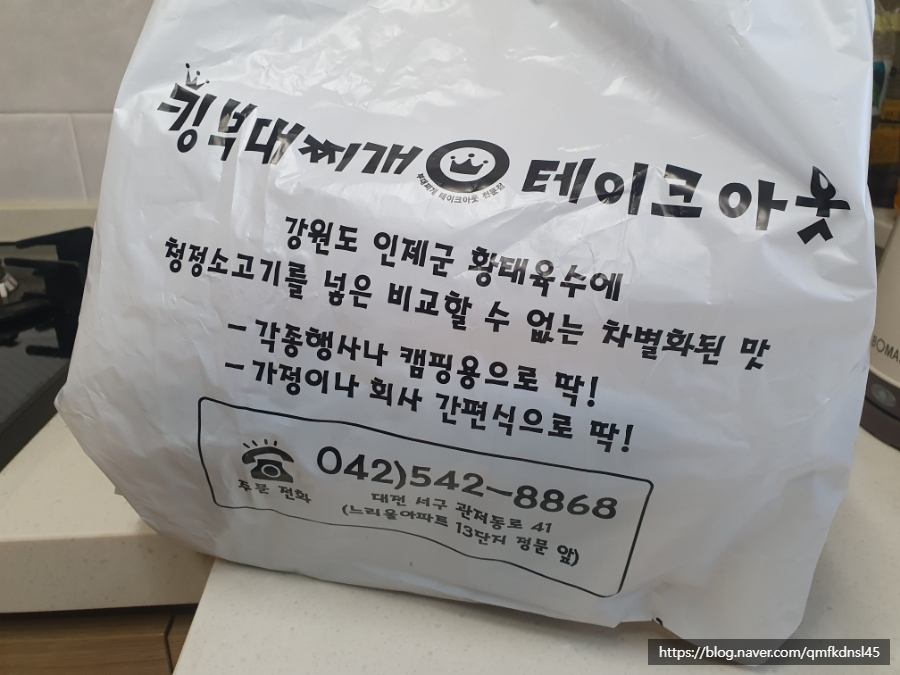 킹부대찌개 테이크아웃
부대찌개 테이크아웃 전문점
강원도 인제군 황태육수에
청정소고기를 넣은 비교할 수 없는 차별화된 맛
-각종행사나 캠핑용으로 딱!
-가정이나 회사 간편식으로 딱!
042)542-8868
주문 전화
대전 서구 관저동로 41
(느리울아파트 13단지 정문 앞)
BOMA
https://blog.naver.com/qmfkdnsl45